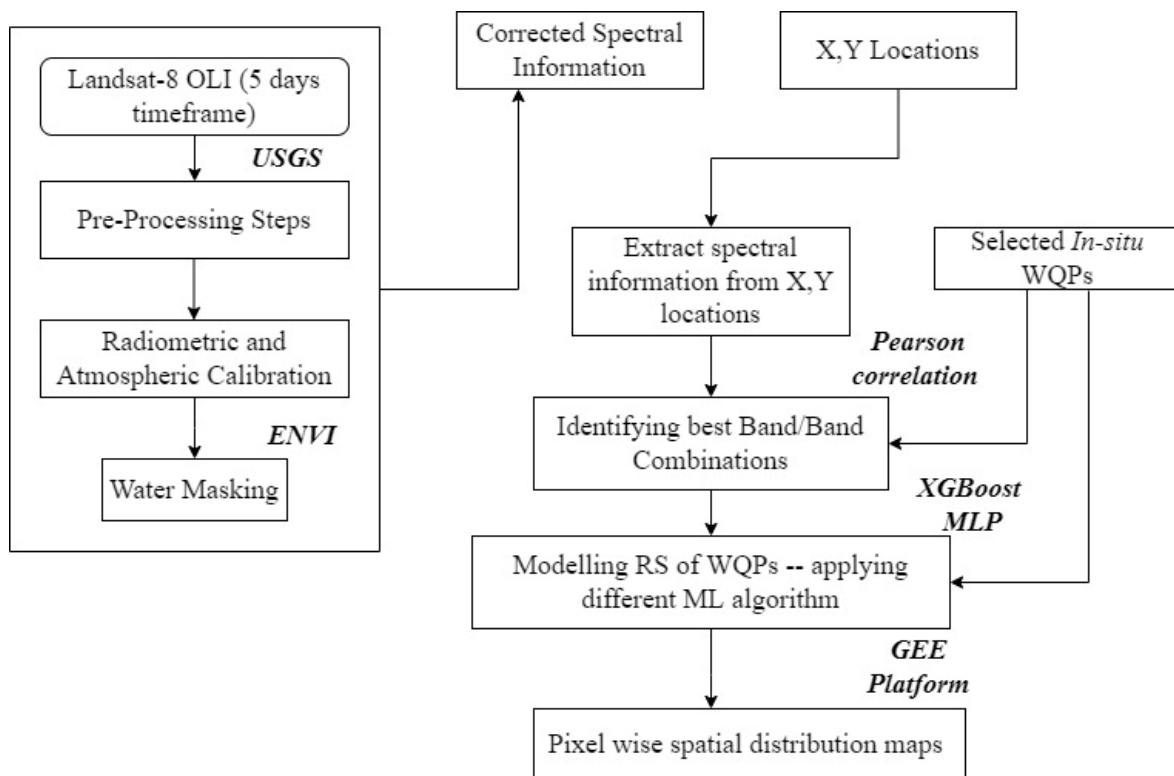 Landsat-8 OLI (5 days
timeframe)
USGS
Pre-Processing Steps
Radiometric and
Atmospheric Calibration
ENVI
Water Masking
Corrected Spectral
Information
X,Y Locations
Extract spectral
information from X,Y
locations
Selected In-situ
WQPs
Pearson
correlation
Identifying best Band/Band
Combinations
XGBoost
MLP
Modelling RS of WQPs -- applying
different ML algorithm
GEE
Platform
Pixel wise spatial distribution maps